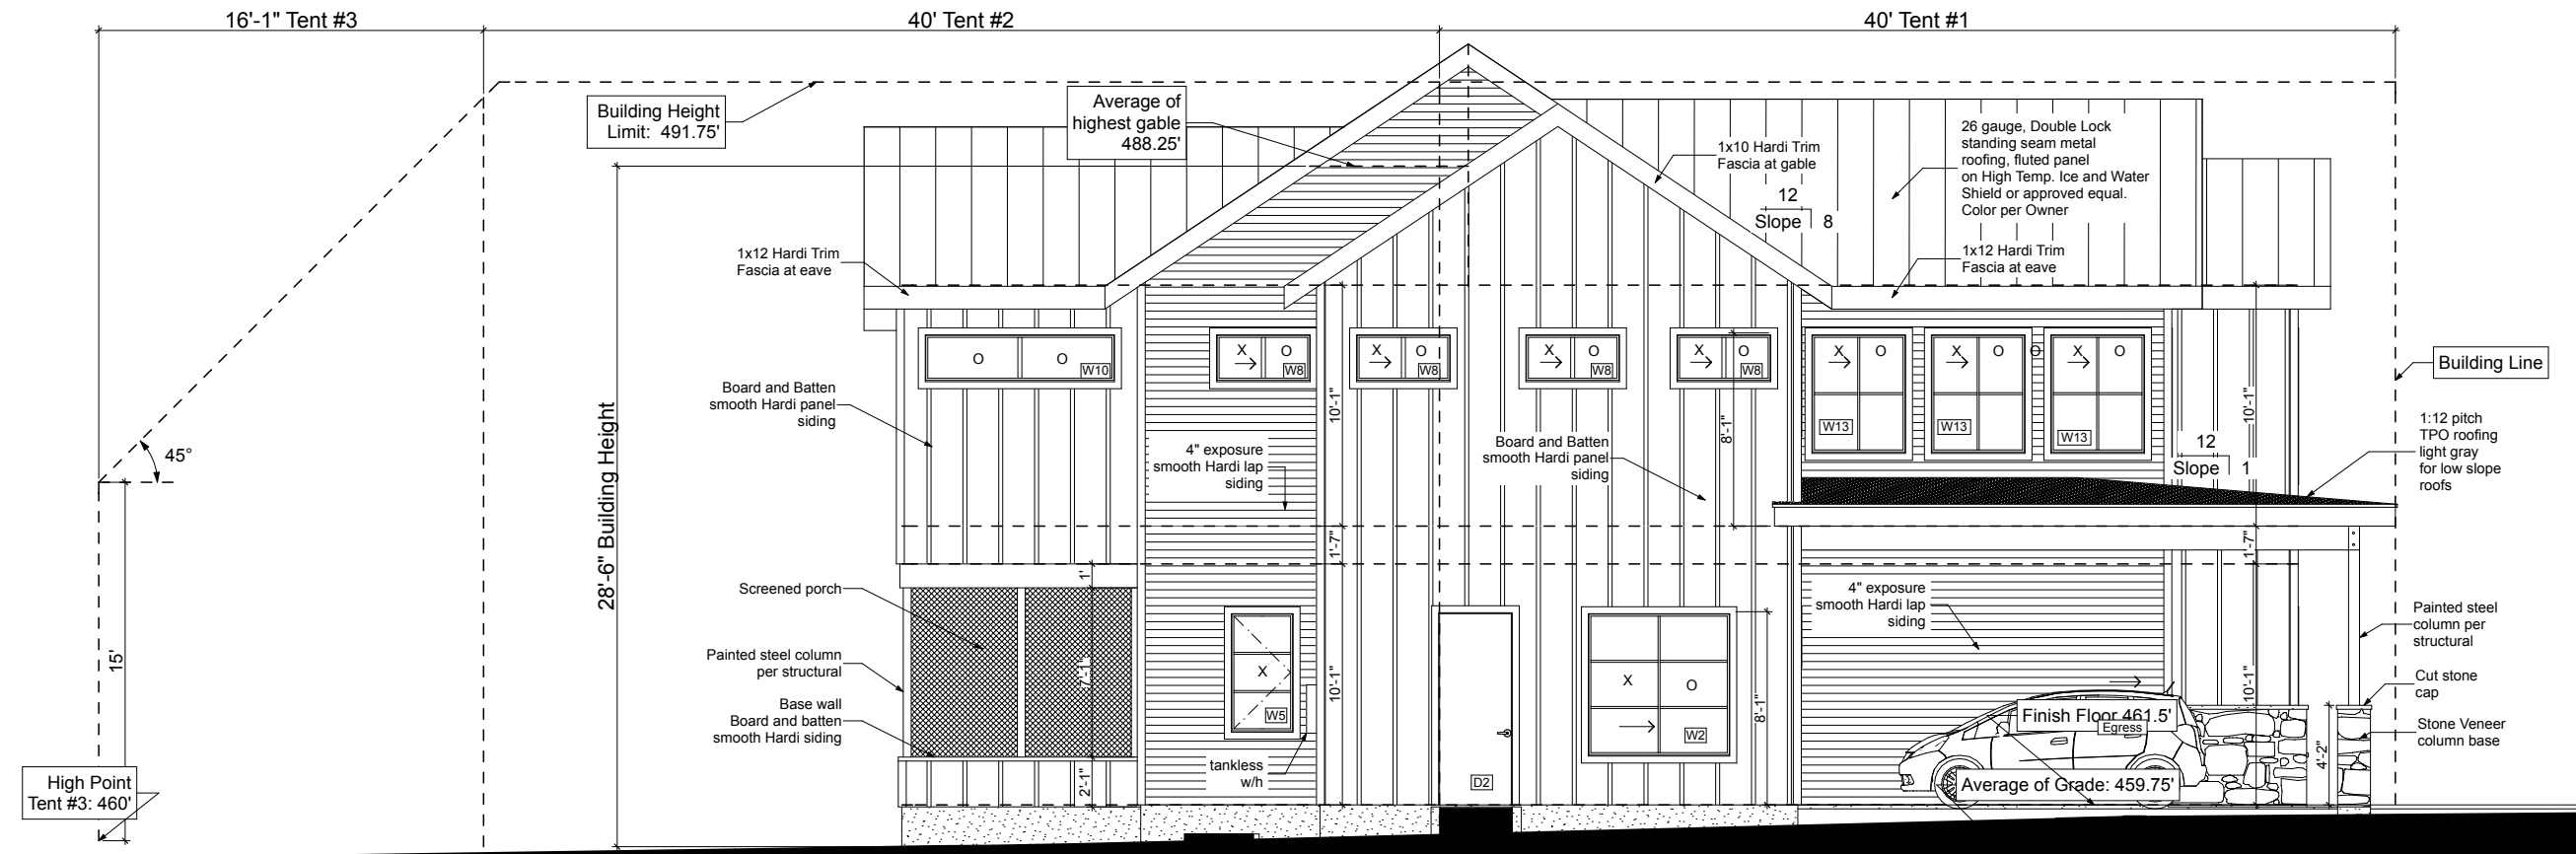 16'-1" Tent #3
40' Tent #2
40' Tent #1
Building Height
Limit: 491.75'
Average of
highest gable
488.25'
1x10 Hardi Trim
Fascia at gable
12
Slope 8
26 gauge, Double Lock
standing seam metal
roofing, fluted panel
on High Temp. Ice and Water
Shield or approved equal.
Color per Owner
1x12 Hardi Trim
Fascia at eave
1x12 Hardi Trim
Fascia at eave
Building Line
O O W10
X O W8
X O W8
X O W8
X O W8
X O W13
X O O W13
X O W13
Board and Batten
smooth Hardi panel
siding
10'-1"
8'-1"
10'-1"
1:12 pitch
TPO roofing
light gray
for low slope
roofs
45°
4" exposure
smooth Hardi lap
siding
Board and Batten
smooth Hardi panel
siding
12
Slope 1
28'-6" Building Height
1'-7"
1'-7"
1'
Screened porch
4" exposure
smooth Hardi lap
siding
Painted steel
column per
structural
15'
Painted steel column
per structural
7'-1"
X
W5
10'-1"
X O
W2
8'-1"
10'-1"
Cut stone
cap
Base wall
Board and batten
smooth Hardi siding
Finish Floor 461.5'
Egress
Stone Veneer
column base
4'-2"
tankless
w/h
D2
2'-1"
Average of Grade: 459.75'
High Point
Tent #3: 460'